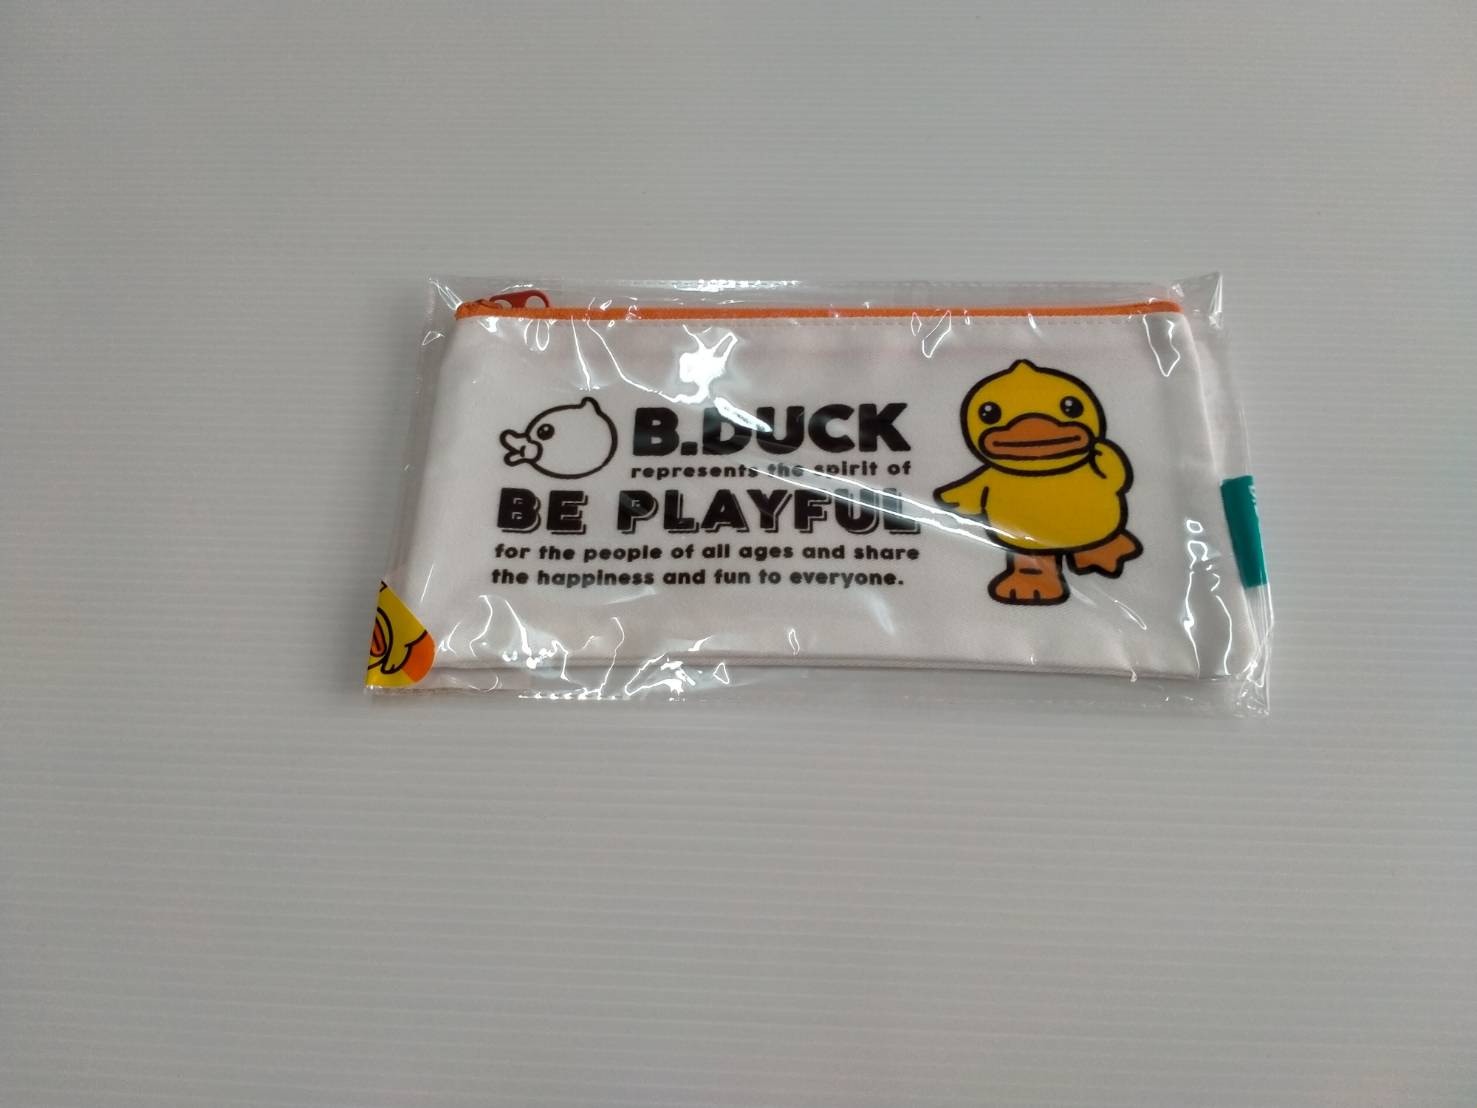 B.DUCK
represents the spirit of
BE PLAYFUL
for the people of all ages and share
the happiness and fun to everyone.